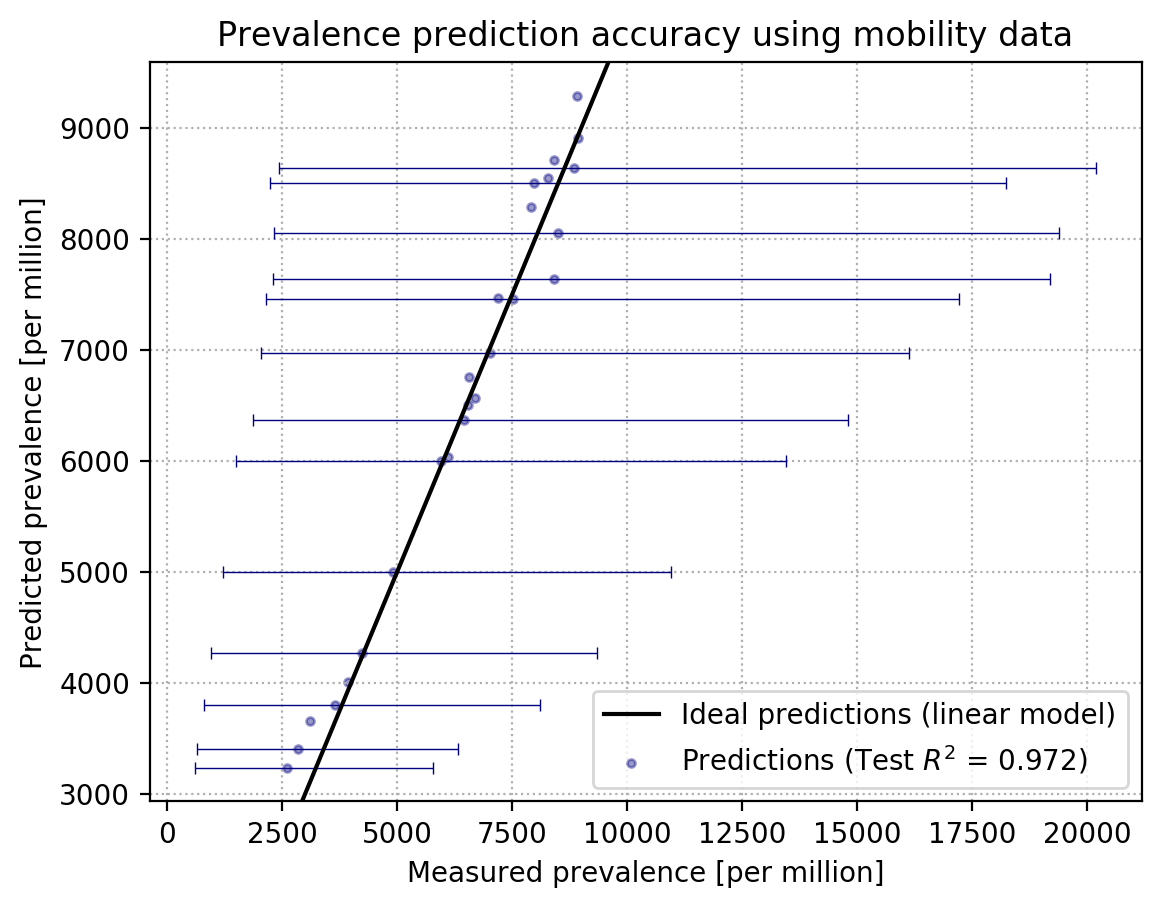 Prevalence prediction accuracy using mobility data
Predicted prevalence [per million]
9000
8000
7000
6000
5000
4000
3000
Ideal predictions (linear model)
Predictions (Test R² = 0.972)
0 2500 5000 7500 10000 12500 15000 17500 20000
Measured prevalence [per million]